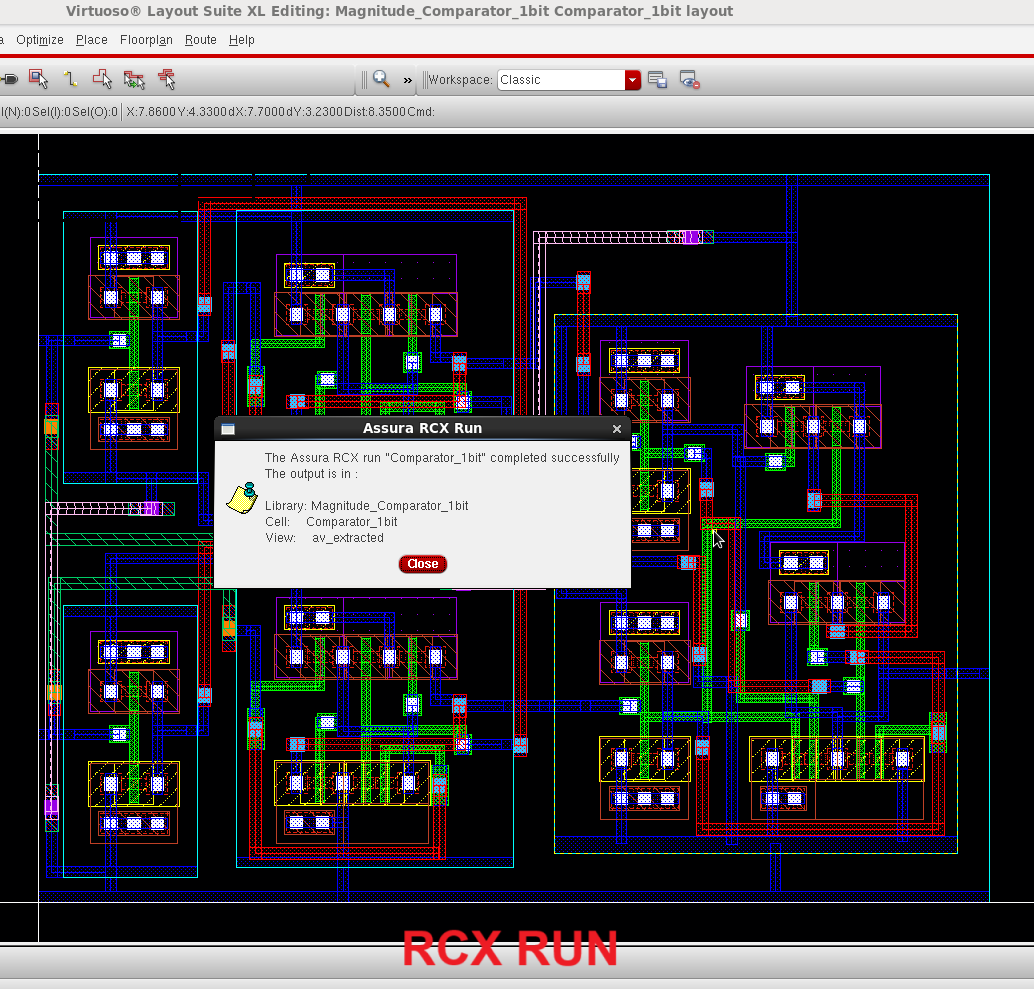 Virtuoso® Layout Suite XL Editing: Magnitude_Comparator_1bit Comparator_1bit layout
a Optimize Place Floorplan Route Help
» Workspace: Classic
l(N):0 Sel(I):0 Sel(O):0 X:7.8600 Y:4.3300 dX:7.7000 dY:3.2300 Dist:8.3500 Cmd:
Assura RCX Run
The Assura RCX run "Comparator_1bit" completed successfully
The output is in :
Library: Magnitude_Comparator_1bit
Cell: Comparator_1bit
View: av_extracted
Close
RCX RUN